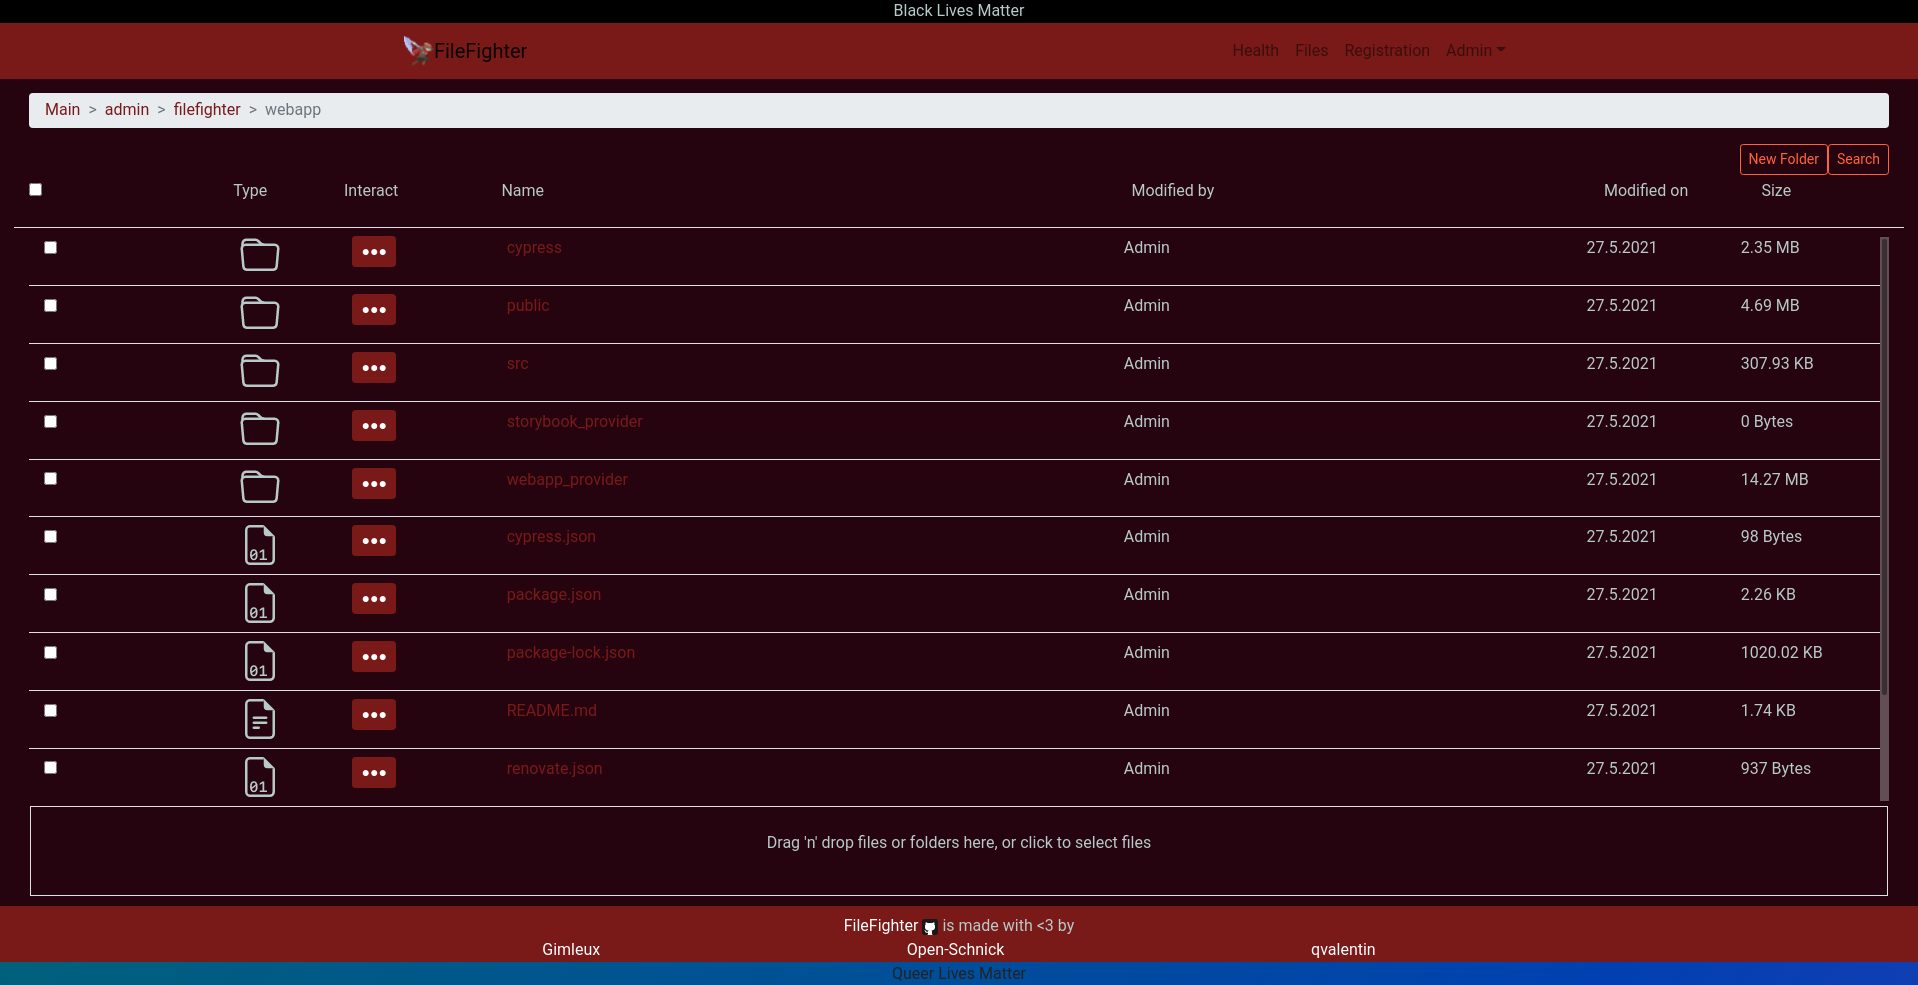 Black Lives Matter
FileFighter Health Files Registration Admin
Main > admin > filefighter > webapp
New Folder Search
Type Interact Name Modified by Modified on Size
cypress Admin 27.5.2021 2.35 MB
public Admin 27.5.2021 4.69 MB
src Admin 27.5.2021 307.93 KB
storybook_provider Admin 27.5.2021 0 Bytes
webapp_provider Admin 27.5.2021 14.27 MB
01 cypress.json Admin 27.5.2021 98 Bytes
01 package.json Admin 27.5.2021 2.26 KB
01 package-lock.json Admin 27.5.2021 1020.02 KB
README.md Admin 27.5.2021 1.74 KB
01 renovate.json Admin 27.5.2021 937 Bytes
Drag 'n' drop files or folders here, or click to select files
FileFighter is made with <3 by
Gimleux Open-Schnick qvalentin
Queer Lives Matter